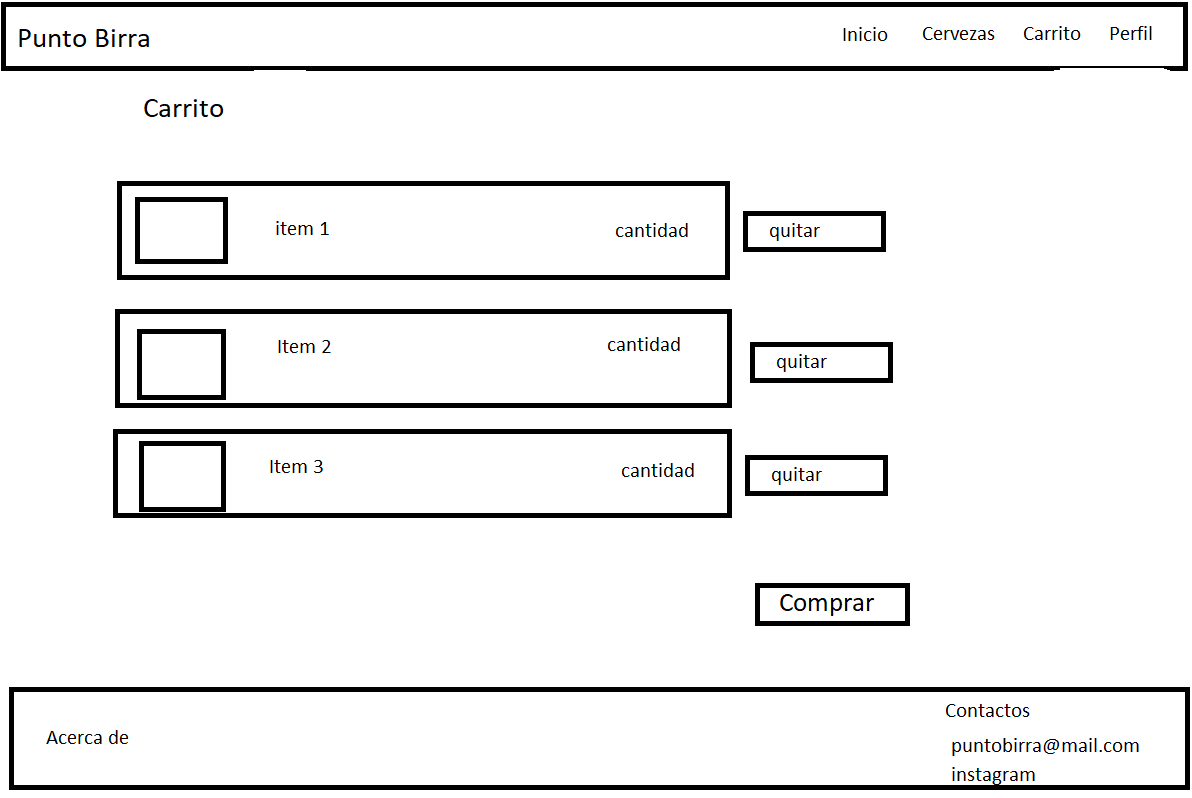 Punto Birra
Inicio Cervezas Carrito Perfil
Carrito
item 1 cantidad quitar
Item 2 cantidad quitar
Item 3 cantidad quitar
Comprar
Acerca de
Contactos
puntobirra@mail.com
instagram